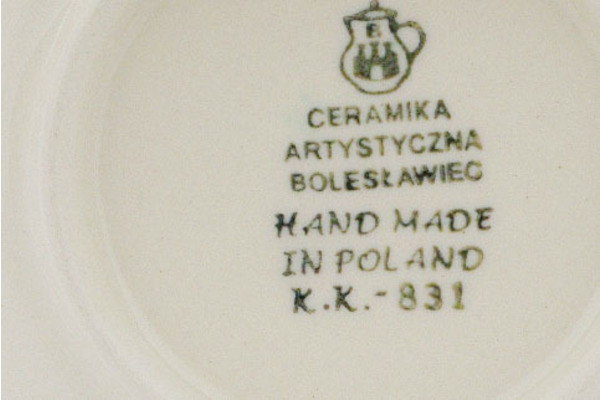 B
CERAMIKA
ARTYSTYCZNA
BOLESŁAWIEC
HAND MADE
IN POLAND
K.K.-831